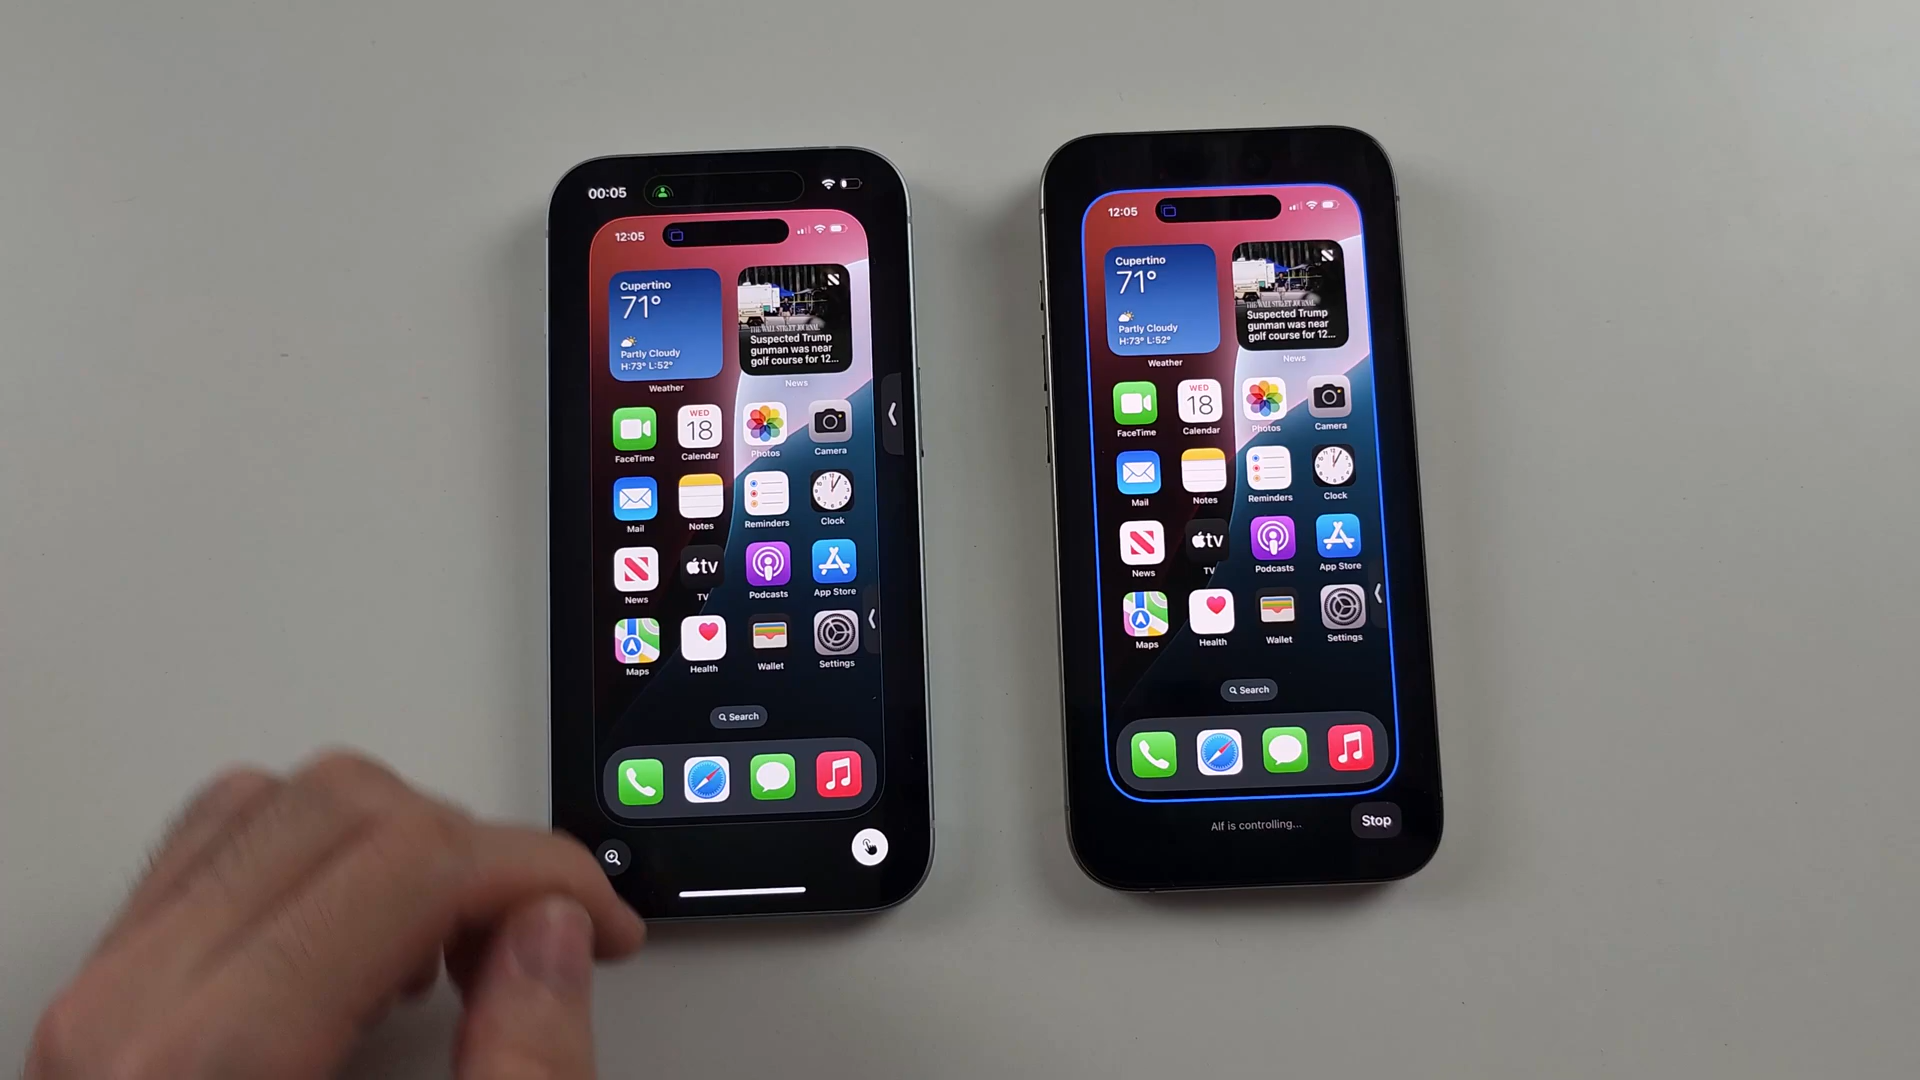 00:05
12:05
Cupertino
71°
Partly Cloudy
H:73° L:52°
Weather
THE WALL STREET JOURNAL
Suspected Trump
gunman was near
golf course for 12...
News
FaceTime
WED
18
Calendar
Photos
Camera
Mail
Notes
Reminders
Clock
News
tv
TV
Podcasts
App Store
Maps
Health
Wallet
Settings
Search
12:05
Cupertino
71°
Partly Cloudy
H:73° L:52°
Weather
THE WALL STREET JOURNAL
Suspected Trump
gunman was near
golf course for 12...
News
FaceTime
WED
18
Calendar
Photos
Camera
Mail
Notes
Reminders
Clock
News
tv
TV
Podcasts
App Store
Maps
Health
Wallet
Settings
Search
Alf is controlling...
Stop